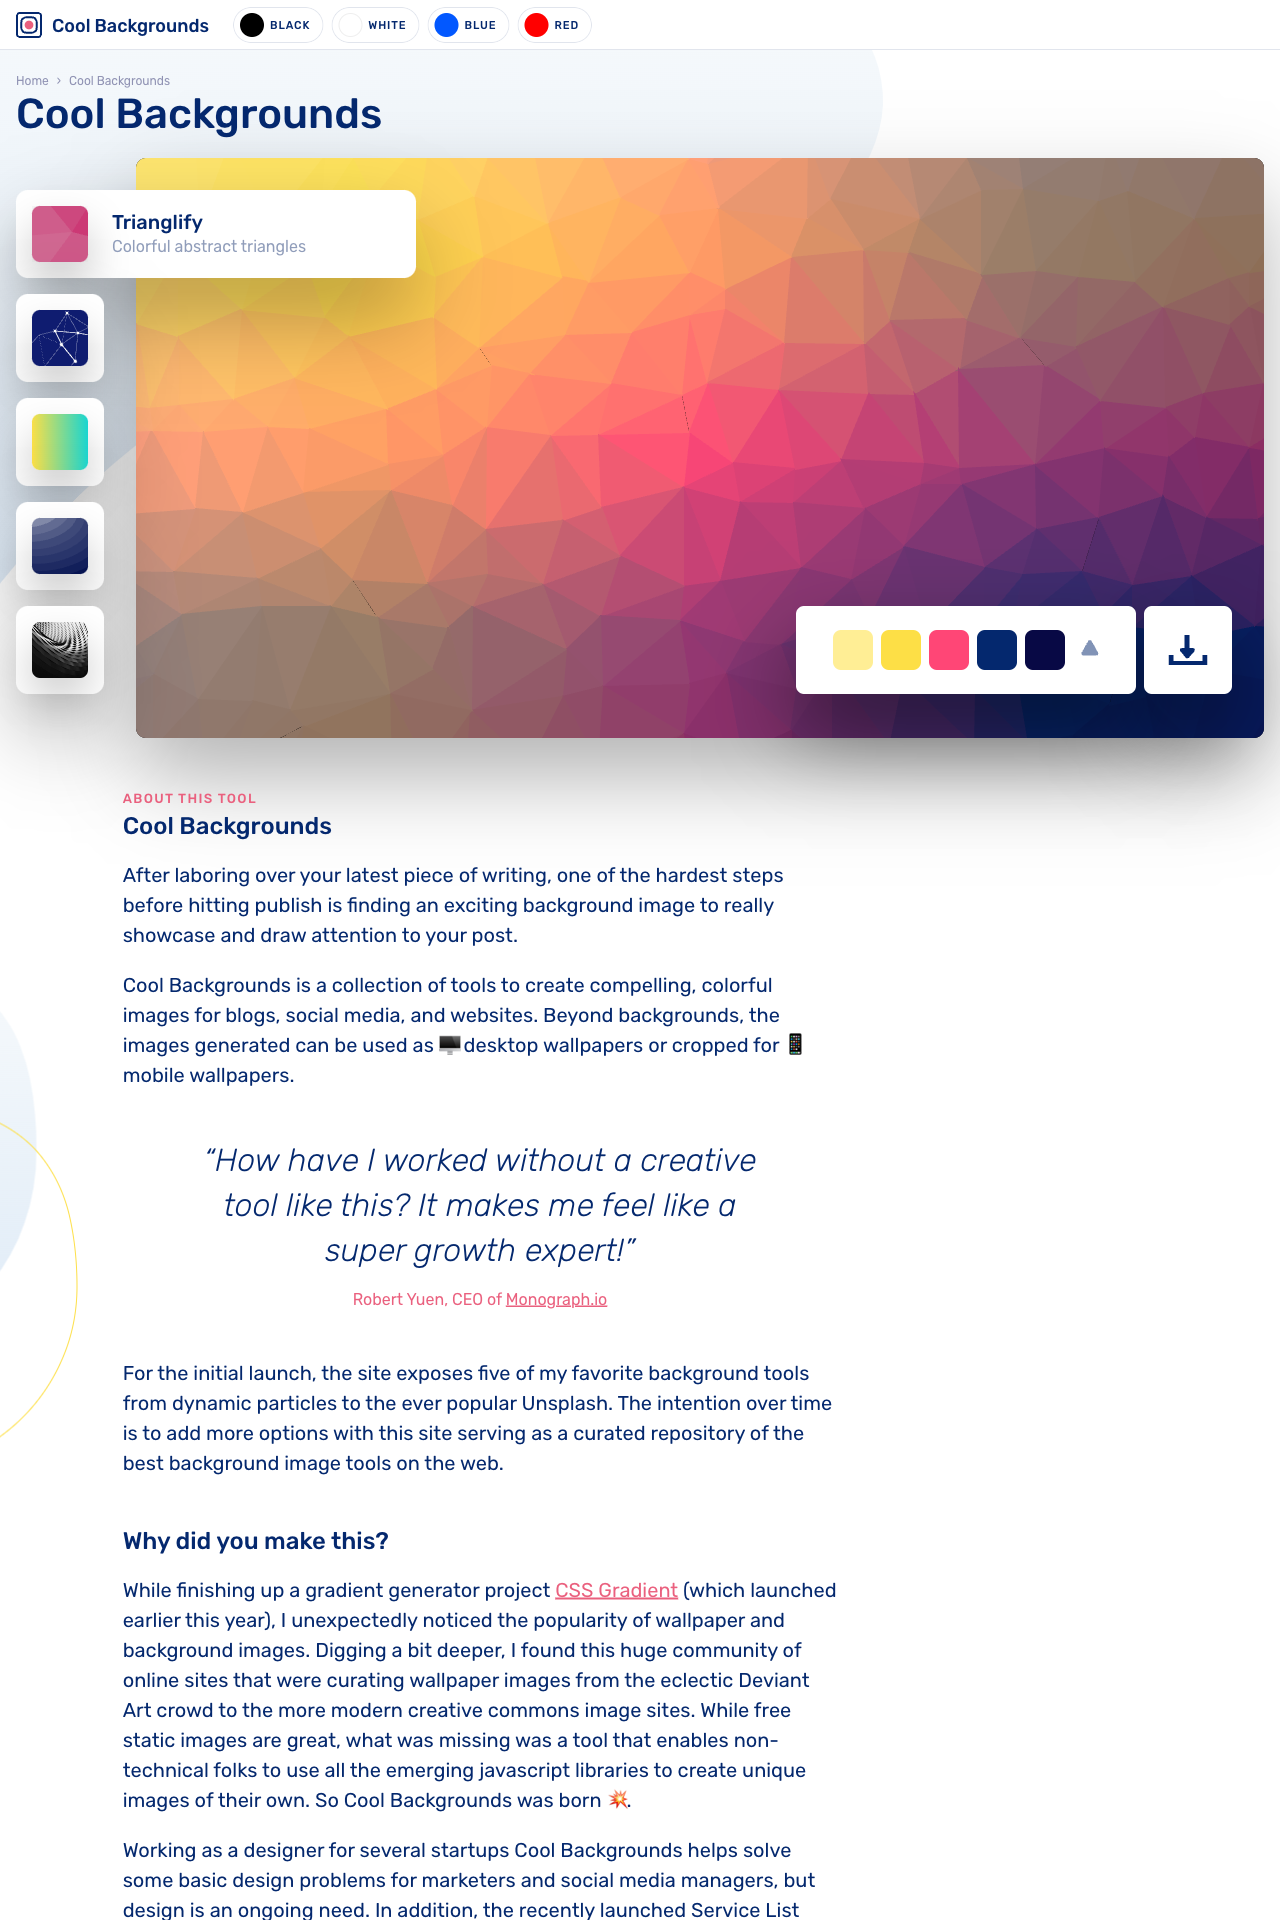 Cool Backgrounds
BLACK
WHITE
BLUE
RED
Home › Cool Backgrounds
Cool Backgrounds
Trianglify
Colorful abstract triangles
ABOUT THIS TOOL
Cool Backgrounds
After laboring over your latest piece of writing, one of the hardest steps
before hitting publish is finding an exciting background image to really
showcase and draw attention to your post.
Cool Backgrounds is a collection of tools to create compelling, colorful
images for blogs, social media, and websites. Beyond backgrounds, the
images generated can be used as 🖥️ desktop wallpapers or cropped for 📱
mobile wallpapers.
“How have I worked without a creative
tool like this? It makes me feel like a
super growth expert!”
Robert Yuen, CEO of Monograph.io
For the initial launch, the site exposes five of my favorite background tools
from dynamic particles to the ever popular Unsplash. The intention over time
is to add more options with this site serving as a curated repository of the
best background image tools on the web.
Why did you make this?
While finishing up a gradient generator project CSS Gradient (which launched
earlier this year), I unexpectedly noticed the popularity of wallpaper and
background images. Digging a bit deeper, I found this huge community of
online sites that were curating wallpaper images from the eclectic Deviant
Art crowd to the more modern creative commons image sites. While free
static images are great, what was missing was a tool that enables non-
technical folks to use all the emerging javascript libraries to create unique
images of their own. So Cool Backgrounds was born 💥.
Working as a designer for several startups Cool Backgrounds helps solve
some basic design problems for marketers and social media managers, but
design is an ongoing need. In addition, the recently launched Service List